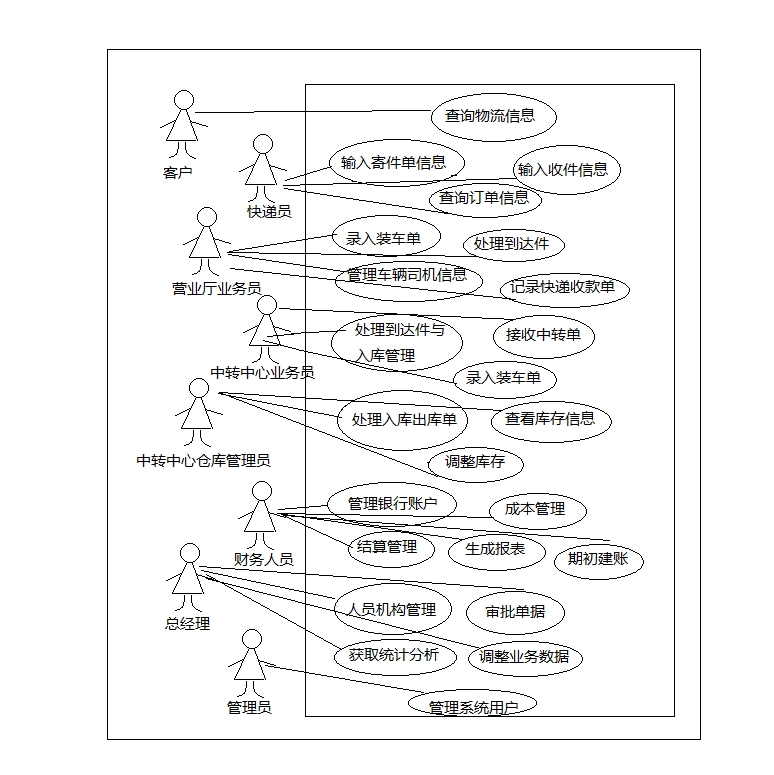 查询物流信息
客户
输入寄件单信息
输入收件信息
查询订单信息
快递员
录入装车单
处理到达件
管理车辆司机信息
记录快递收款单
营业厅业务员
处理到达件与
入库管理
接收中转单
中转中心业务员
录入装车单
处理入库出库单
查看库存信息
中转中心仓库管理员
调整库存
管理银行账户
成本管理
结算管理
生成报表
期初建账
财务人员
人员机构管理
审批单据
总经理
获取统计分析
调整业务数据
管理员
管理系统用户